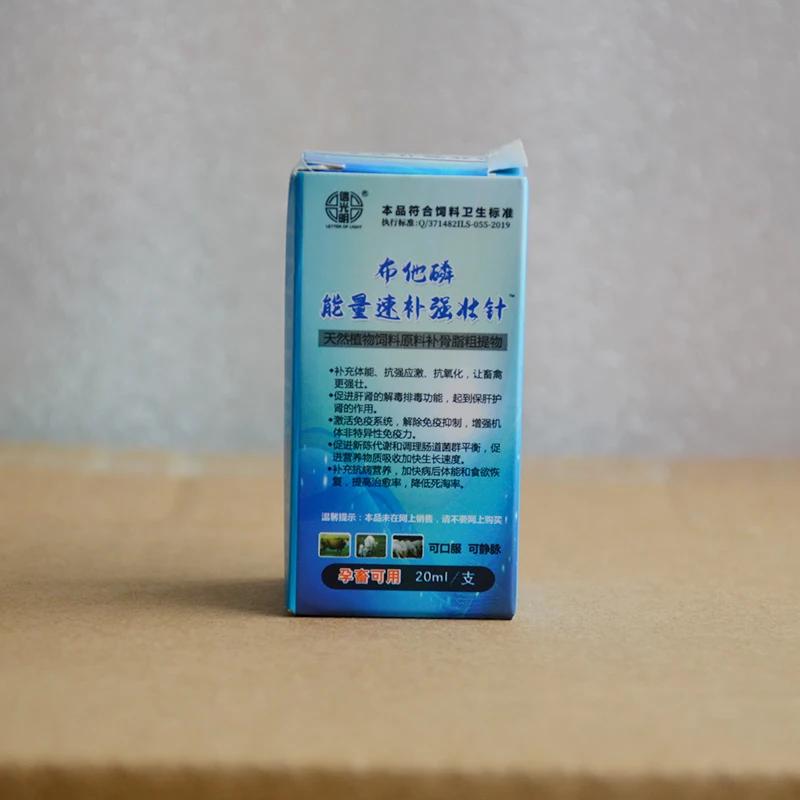 信光明®
LETTER OF LIGHT
本品符合饲料卫生标准
执行标准:Q/371482ILS-055-2019
布他磷
能量速补强壮针™
天然植物饲料原料补骨脂粗提物
•补充体能、抗强应激、抗氧化,让畜禽
更强壮。
•促进肝肾的解毒排毒功能,起到保肝护
肾的作用。
•激活免疫系统,解除免疫抑制,增强机
体非特异性免疫力。
•促进新陈代谢和调理肠道菌群平衡,促
进营养物质吸收加快生长速度。
•补充抗病营养,加快病后体能和食欲恢
复,提高治愈率,降低死淘率。
温馨提示:本品未在网上销售,请不要网上购买!
可口服 可静脉
孕畜可用 20ml/支